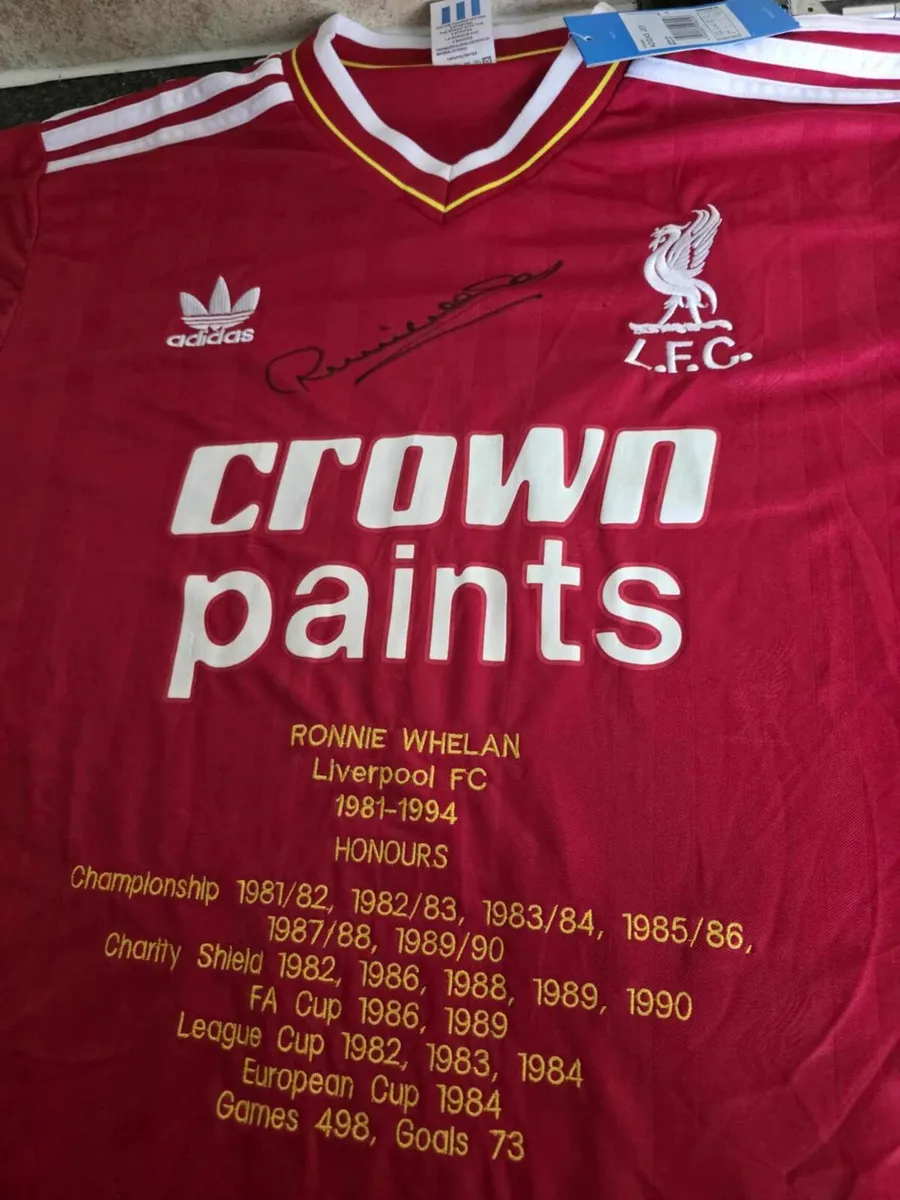 adidas
L.F.C.
crown
paints
RONNIE WHELAN
Liverpool FC
1981-1994
HONOURS
Championship 1981/82, 1982/83, 1983/84, 1985/86,
1987/88, 1989/90
Charity Shield 1982, 1986, 1988, 1989, 1990
FA Cup 1986, 1989
League Cup 1982, 1983, 1984
European Cup 1984
Games 498, Goals 73